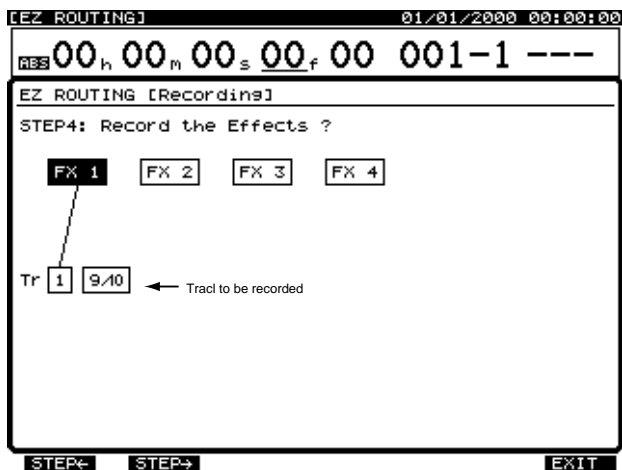 [EZ ROUTING] 01/01/2000 00:00:00
ABS 00h 00m 00s 00f 00 001-1 ---
EZ ROUTING [Recording]
STEP4: Record the Effects ?
FX 1 FX 2 FX 3 FX 4
Tr 1 9/10 ← Tracl to be recorded
STEP← STEP→ EXIT